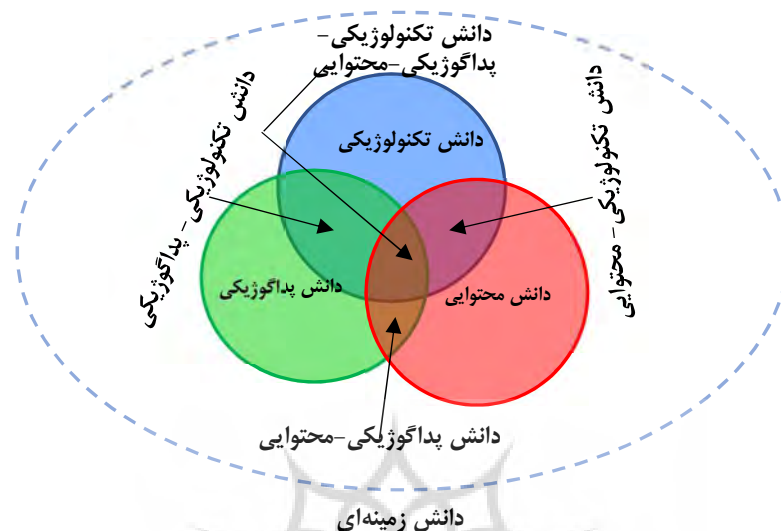 دانش تکنولوژیکی-
پداگوژیکی-محتوایی
دانش تکنولوژیکی - محتوایی
دانش تکنولوژیکی - پداگوژیکی
دانش تکنولوژیکی
دانش محتوایی
دانش پداگوژیکی
دانش پداگوژیکی-محتوایی
دانش زمینه‌ای